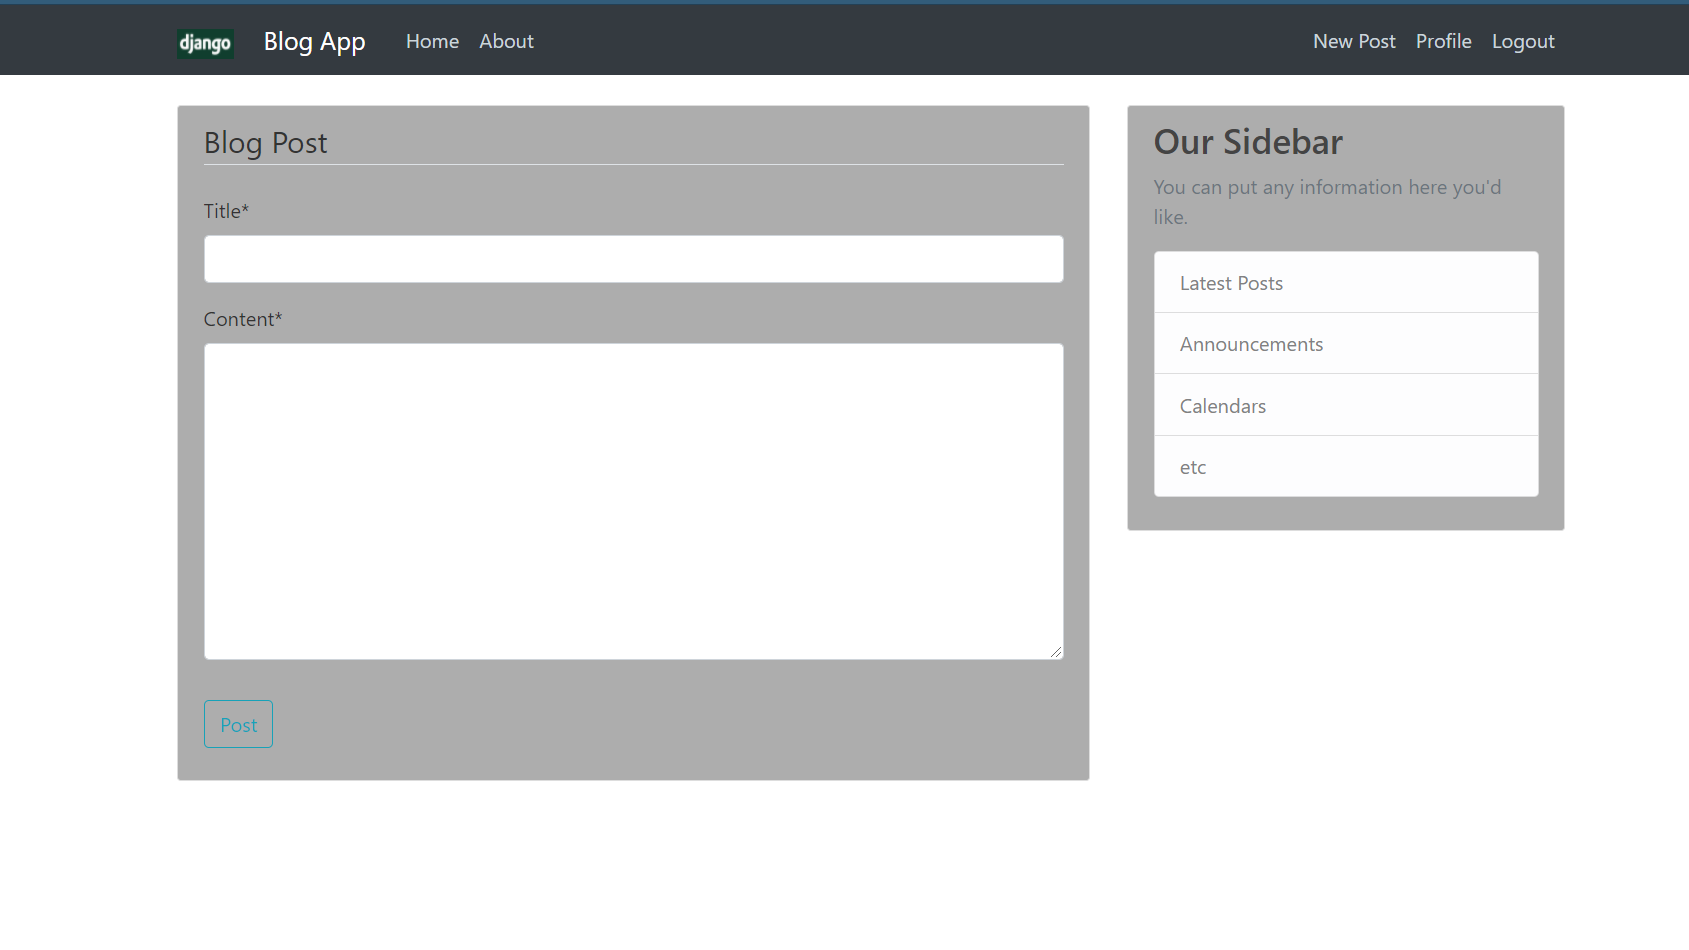 django Blog App Home About New Post Profile Logout
Blog Post
Title*
Content*
Post
Our Sidebar
You can put any information here you'd
like.
Latest Posts
Announcements
Calendars
etc